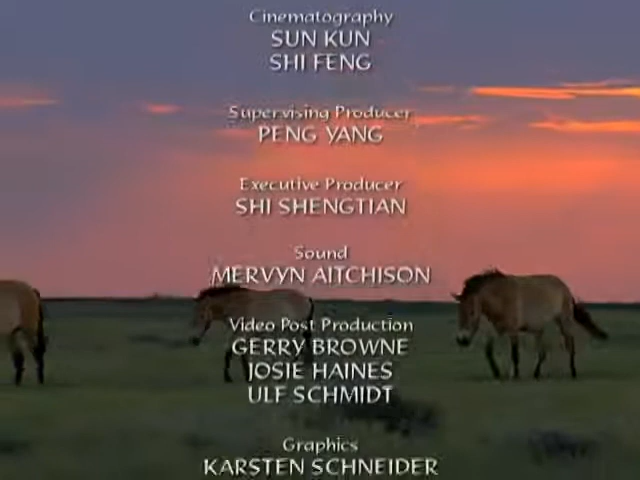 Cinematography
SUN KUN
SHI FENG
Supervising Producer
PENG YANG
Executive Producer
SHI SHENGTIAN
Sound
MERVYN AITCHISON
Video Post Production
GERRY BROWNE
JOSIE HAINES
ULF SCHMIDT
Graphics
KARSTEN SCHNEIDER